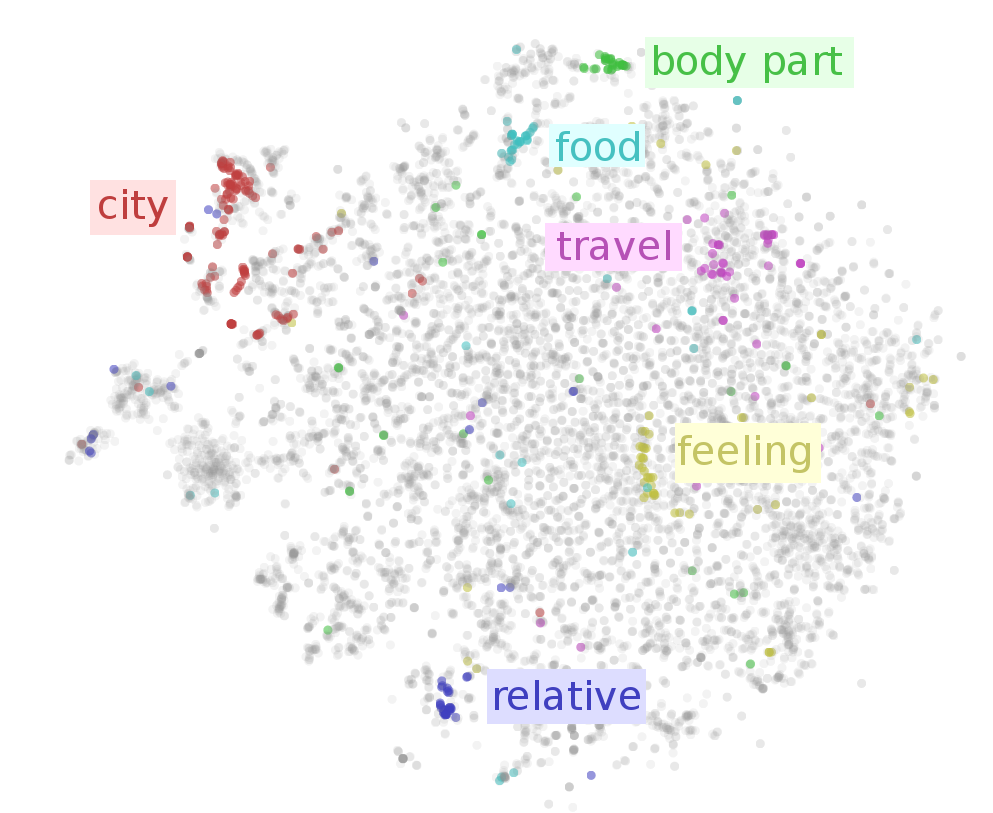 body part
food
city
travel
feeling
relative